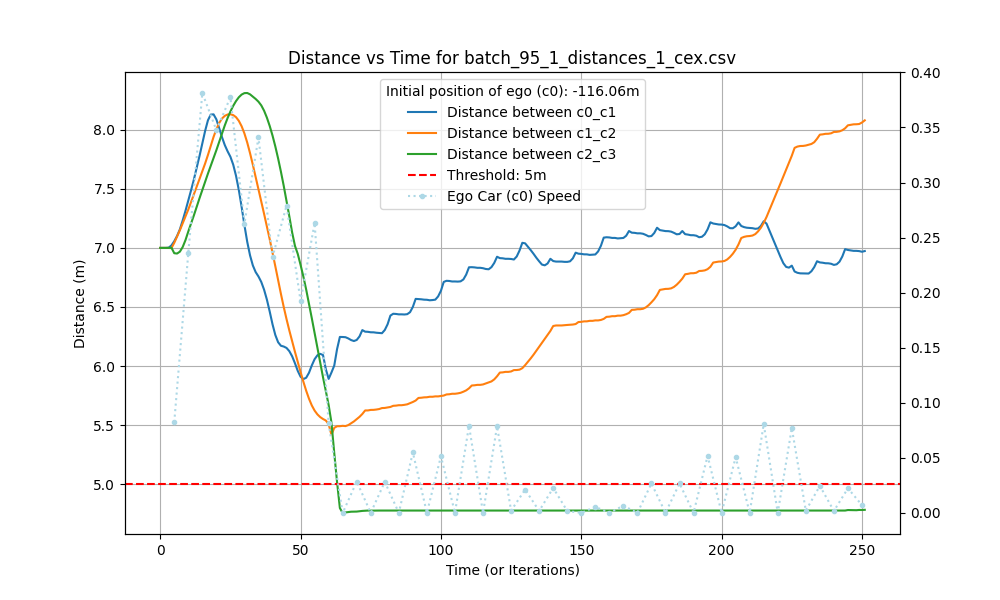 Distance vs Time for batch_95_1_distances_1_cex.csv
Initial position of ego (c0): -116.06m
Distance between c0_c1
Distance between c1_c2
Distance between c2_c3
Threshold: 5m
Ego Car (c0) Speed
Distance (m)
8.0
7.5
7.0
6.5
6.0
5.5
5.0
0.40
0.35
0.30
0.25
0.20
0.15
0.10
0.05
0.00
0 50 100 150 200 250
Time (or Iterations)